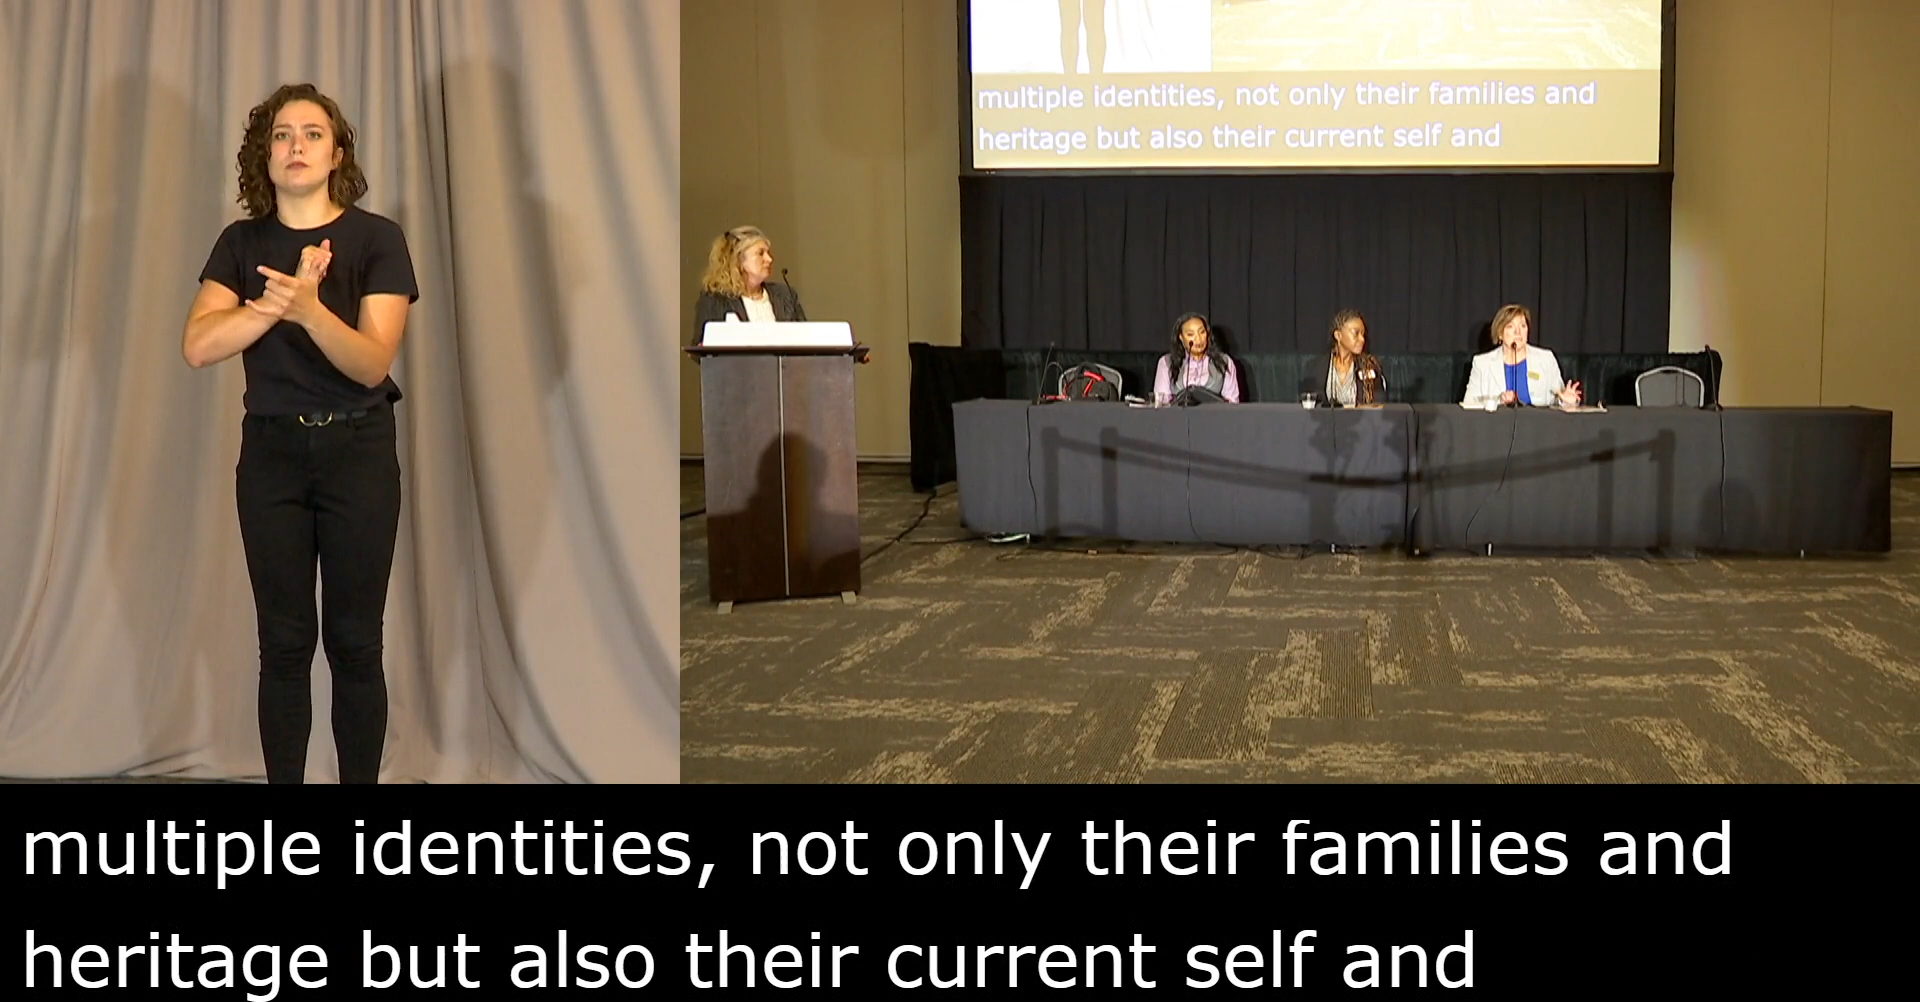 multiple identities, not only their families and
heritage but also their current self and
multiple identities, not only their families and
heritage but also their current self and